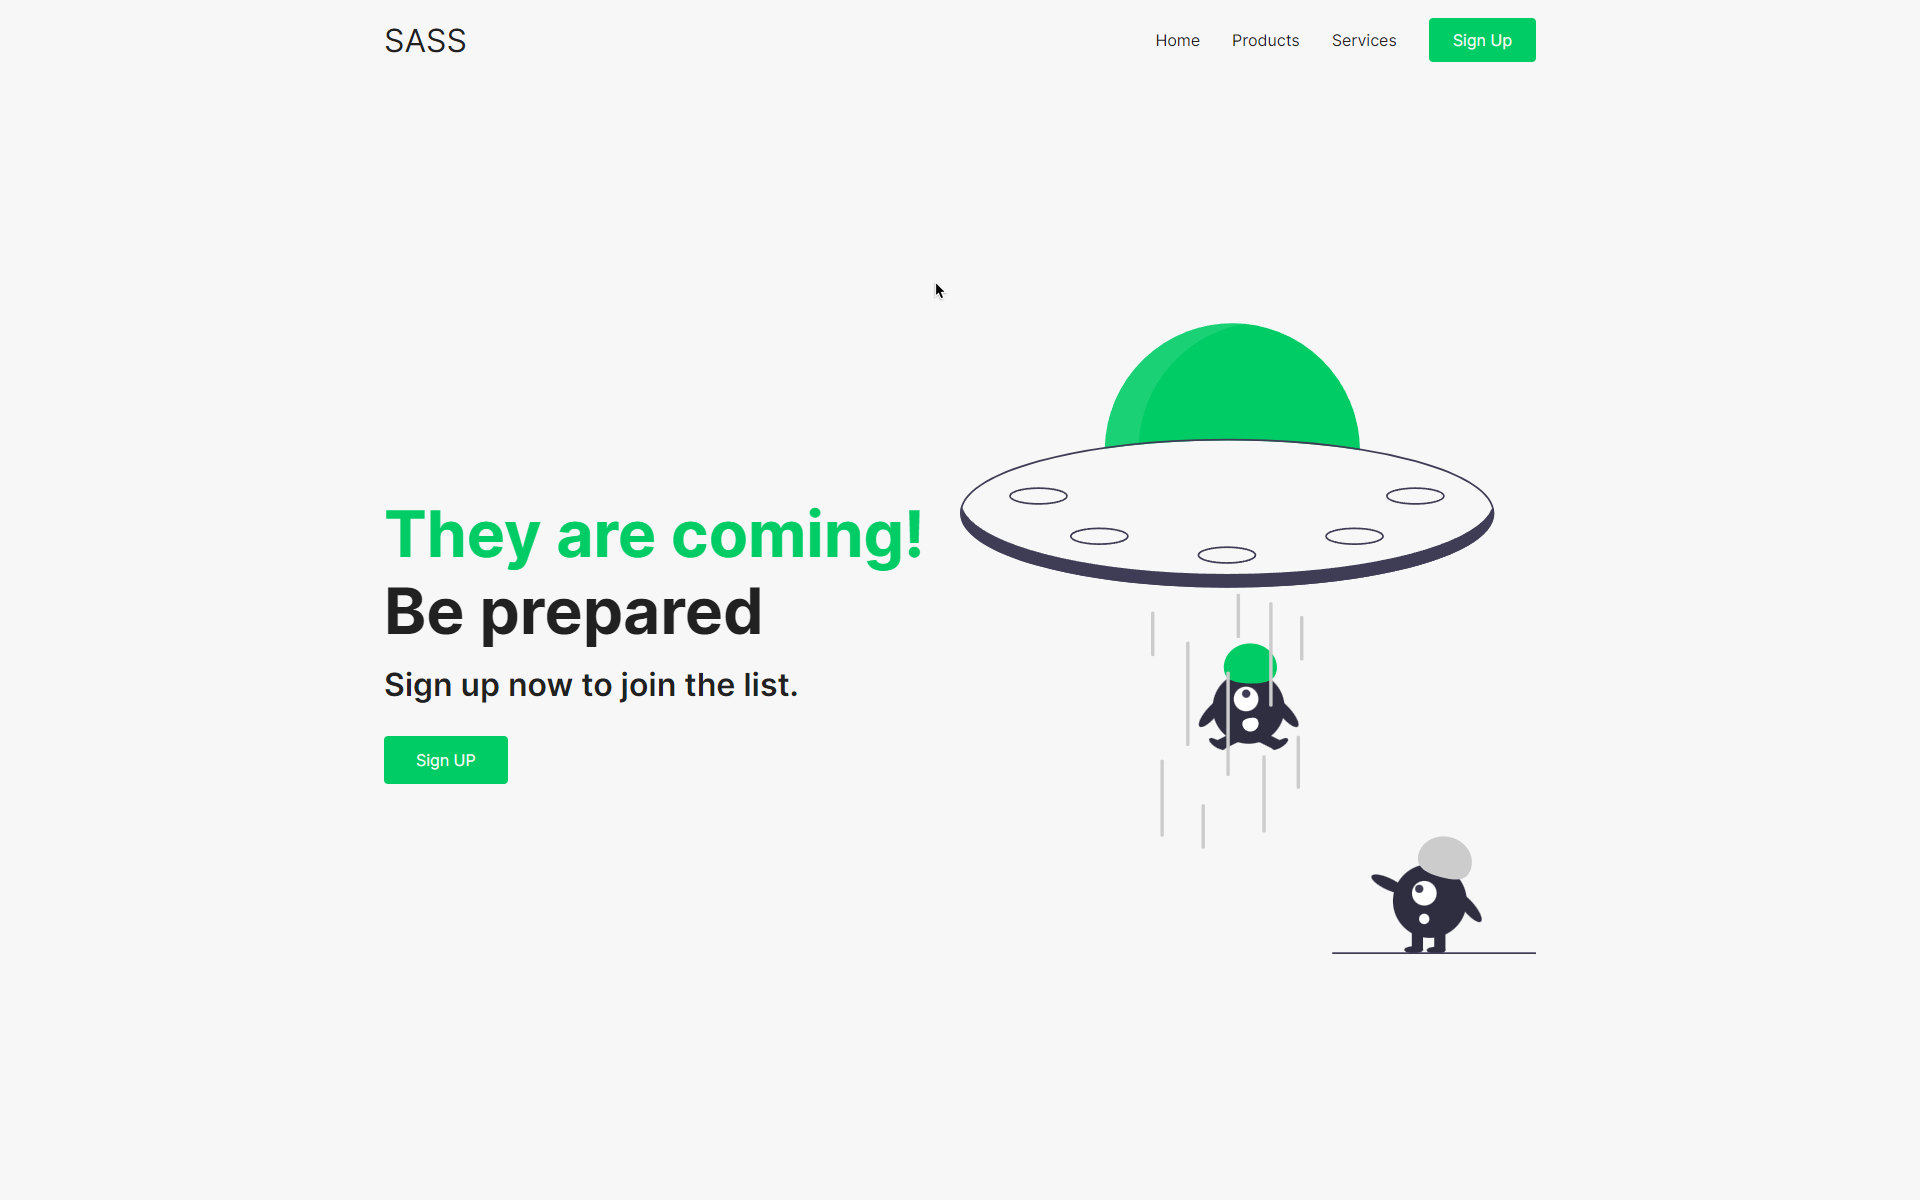 SASS
Home Products Services Sign Up
They are coming!
Be prepared
Sign up now to join the list.
Sign UP